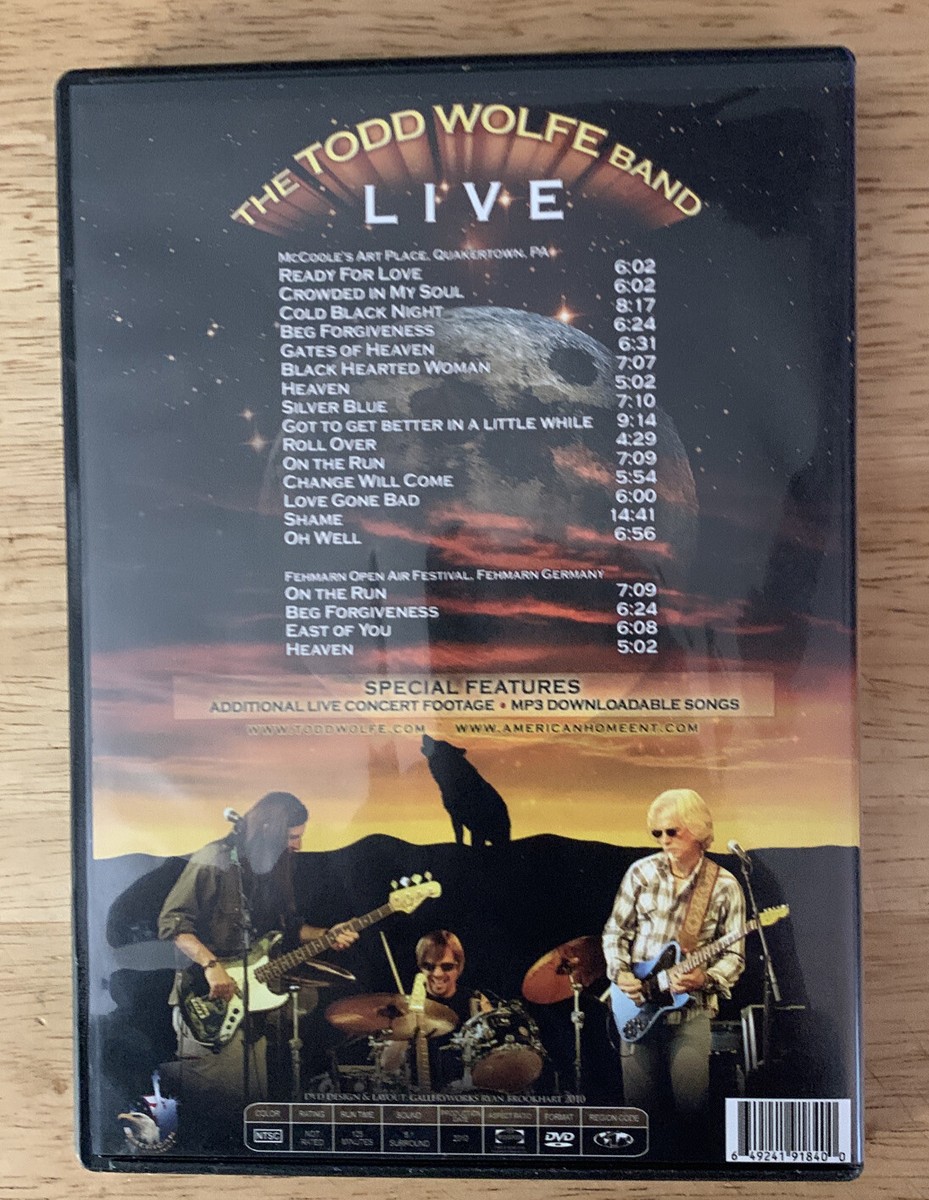 THE TODD WOLFE BAND
LIVE
MCCOOLE'S ART PLACE, QUAKERTOWN, PA
READY FOR LOVE 6:02
CROWDED IN MY SOUL 6:02
COLD BLACK NIGHT 8:17
BEG FORGIVENESS 6:24
GATES OF HEAVEN 6:31
BLACK HEARTED WOMAN 7:07
HEAVEN 5:02
SILVER BLUE 7:10
GOT TO GET BETTER IN A LITTLE WHILE 9:14
ROLL OVER 4:29
ON THE RUN 7:09
CHANGE WILL COME 5:54
LOVE GONE BAD 6:00
SHAME 14:41
OH WELL 6:56
FEHMARN OPEN AIR FESTIVAL, FEHMARN GERMANY
ON THE RUN 7:09
BEG FORGIVENESS 6:24
EAST OF YOU 6:08
HEAVEN 5:02
SPECIAL FEATURES
ADDITIONAL LIVE CONCERT FOOTAGE • MP3 DOWNLOADABLE SONGS
WWW.TODDWOLFE.COM WWW.AMERICANHOMEENT.COM
DVD DESIGN & LAYOUT: GALLERYWORKS RYAN BROOKHART 2010
COLOR RATING RUN TIME SOUND PRODUCTION DATE ASPECT RATIO FORMAT REGION CODE
NTSC NOT RATED MINUTES 5.1 SURROUND 2010 DVD
6 49241 91840 0